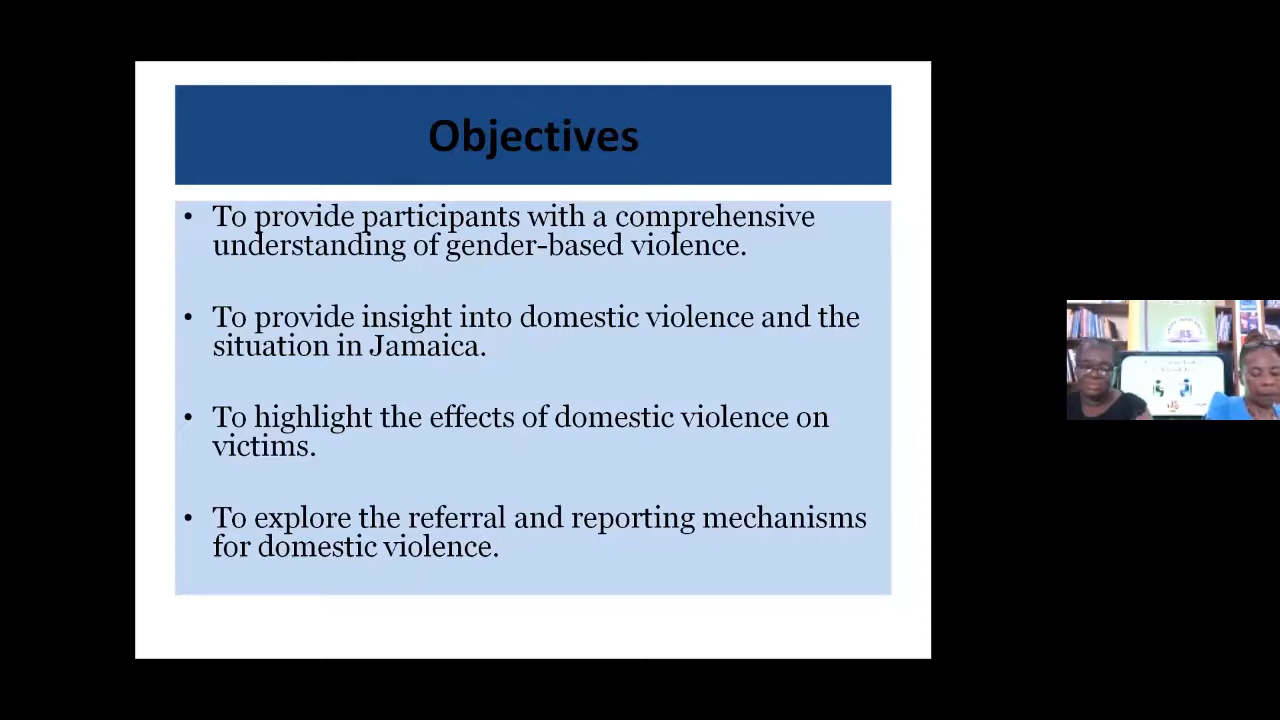 Objectives
• To provide participants with a comprehensive
understanding of gender-based violence.
• To provide insight into domestic violence and the
situation in Jamaica.
• To highlight the effects of domestic violence on
victims.
• To explore the referral and reporting mechanisms
for domestic violence.